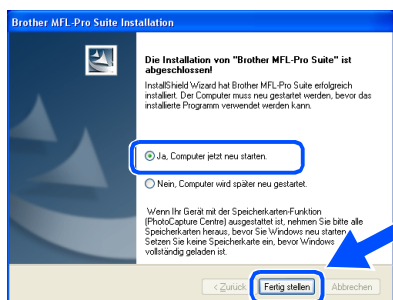 Brother MFL-Pro Suite Installation
Die Installation von "Brother MFL-Pro Suite" ist
abgeschlossen!
InstallShield Wizard hat Brother MFL-Pro Suite erfolgreich
installiert. Der Computer muss neu gestartet werden, bevor das
installierte Programm verwendet werden kann.
Ja, Computer jetzt neu starten.
Nein, Computer wird später neu gestartet.
Wenn Ihr Gerät mit der Speicherkarten-Funktion
(PhotoCapture Centre) ausgestattet ist, nehmen Sie bitte alle
Speicherkarten heraus, bevor Sie Windows neu starten
Setzen Sie keine Speicherkarte ein, bevor Windows
vollständig geladen ist.
< Zurück Fertig stellen Abbrechen